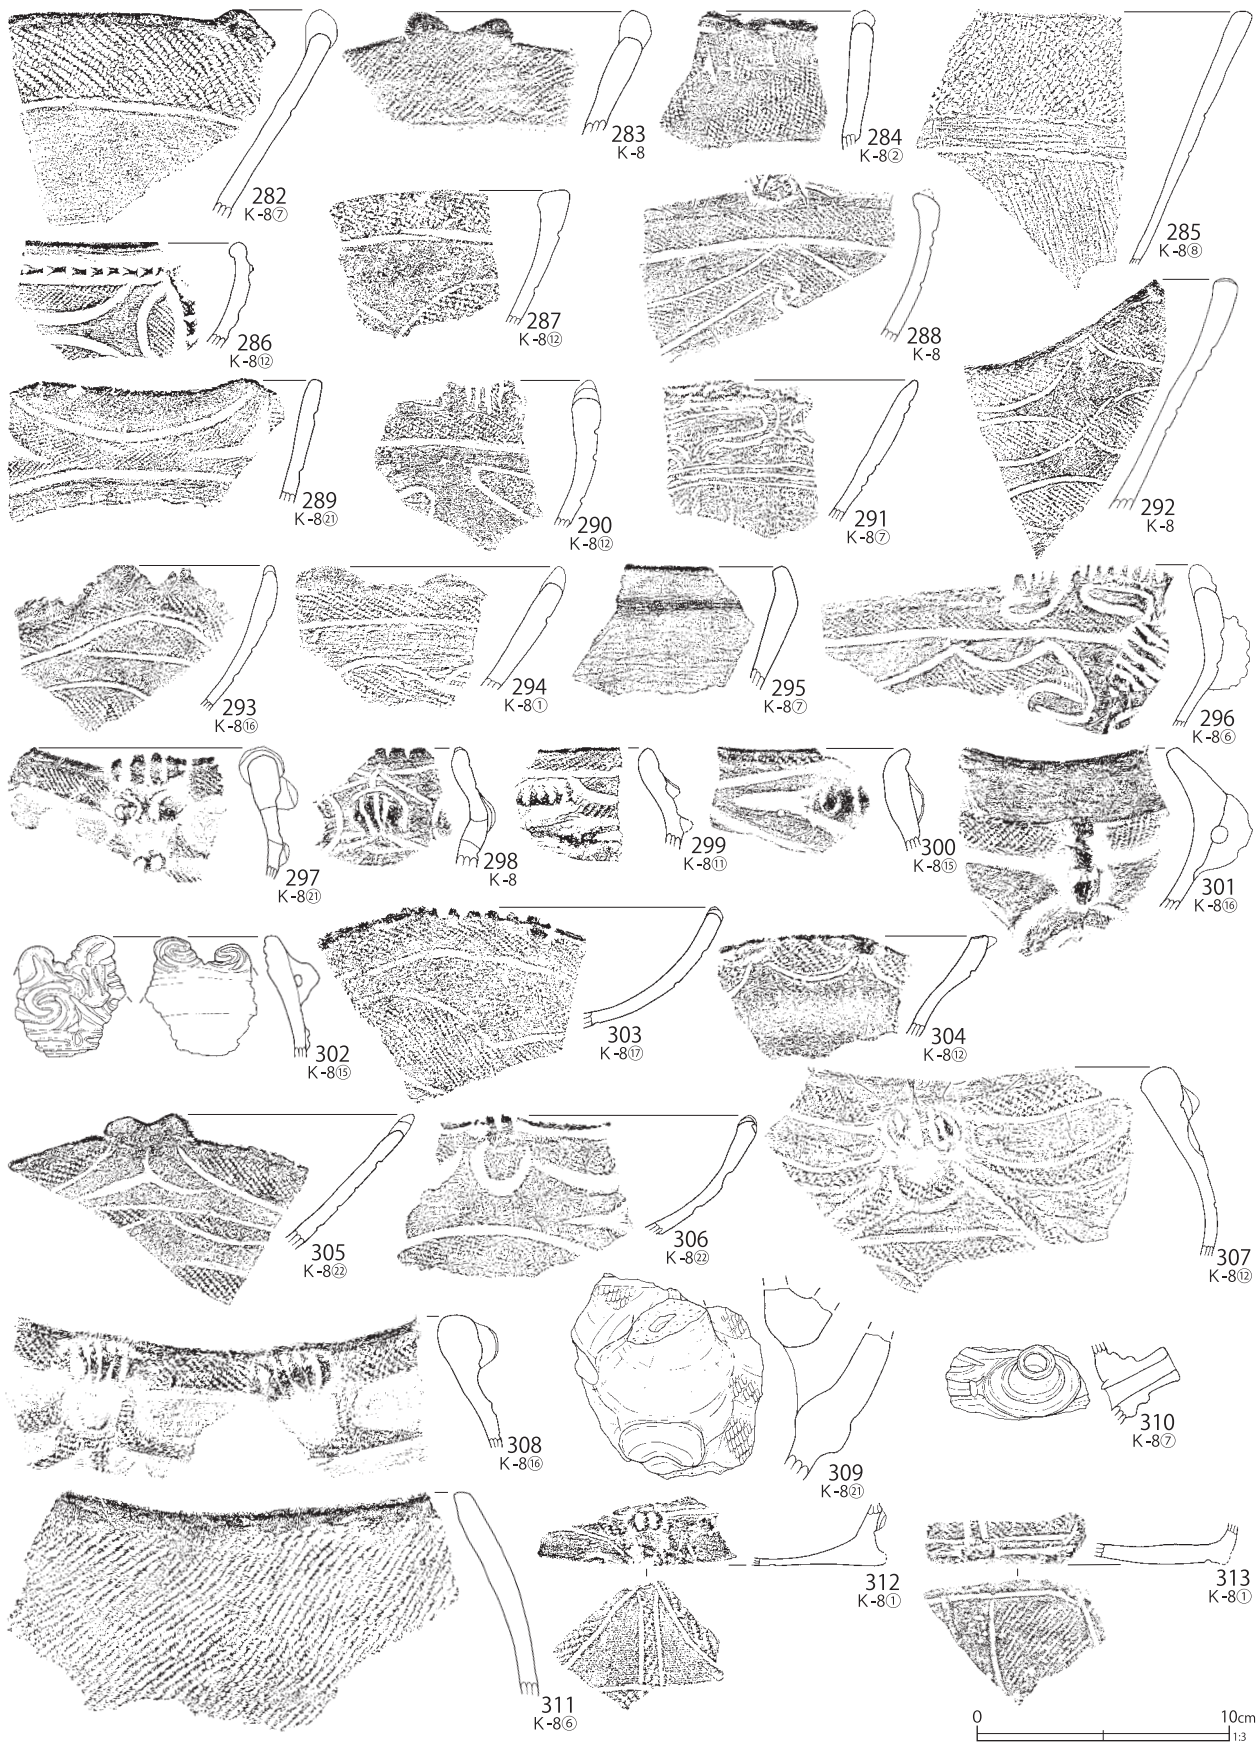 282
K-8⑦
283
K-8
284
K-8②
285
K-8⑧
286
K-8⑫
287
K-8⑫
288
K-8
289
K-8㉑
290
K-8⑫
291
K-8⑦
292
K-8
293
K-8⑯
294
K-8①
295
K-8⑦
296
K-8⑥
297
K-8㉑
298
K-8
299
K-8⑪
300
K-8⑮
301
K-8⑯
302
K-8⑮
303
K-8⑰
304
K-8⑫
305
K-8㉒
306
K-8㉒
307
K-8⑫
308
K-8⑯
309
K-8㉑
310
K-8⑦
311
K-8⑥
312
K-8①
313
K-8①
0 10cm
1:3